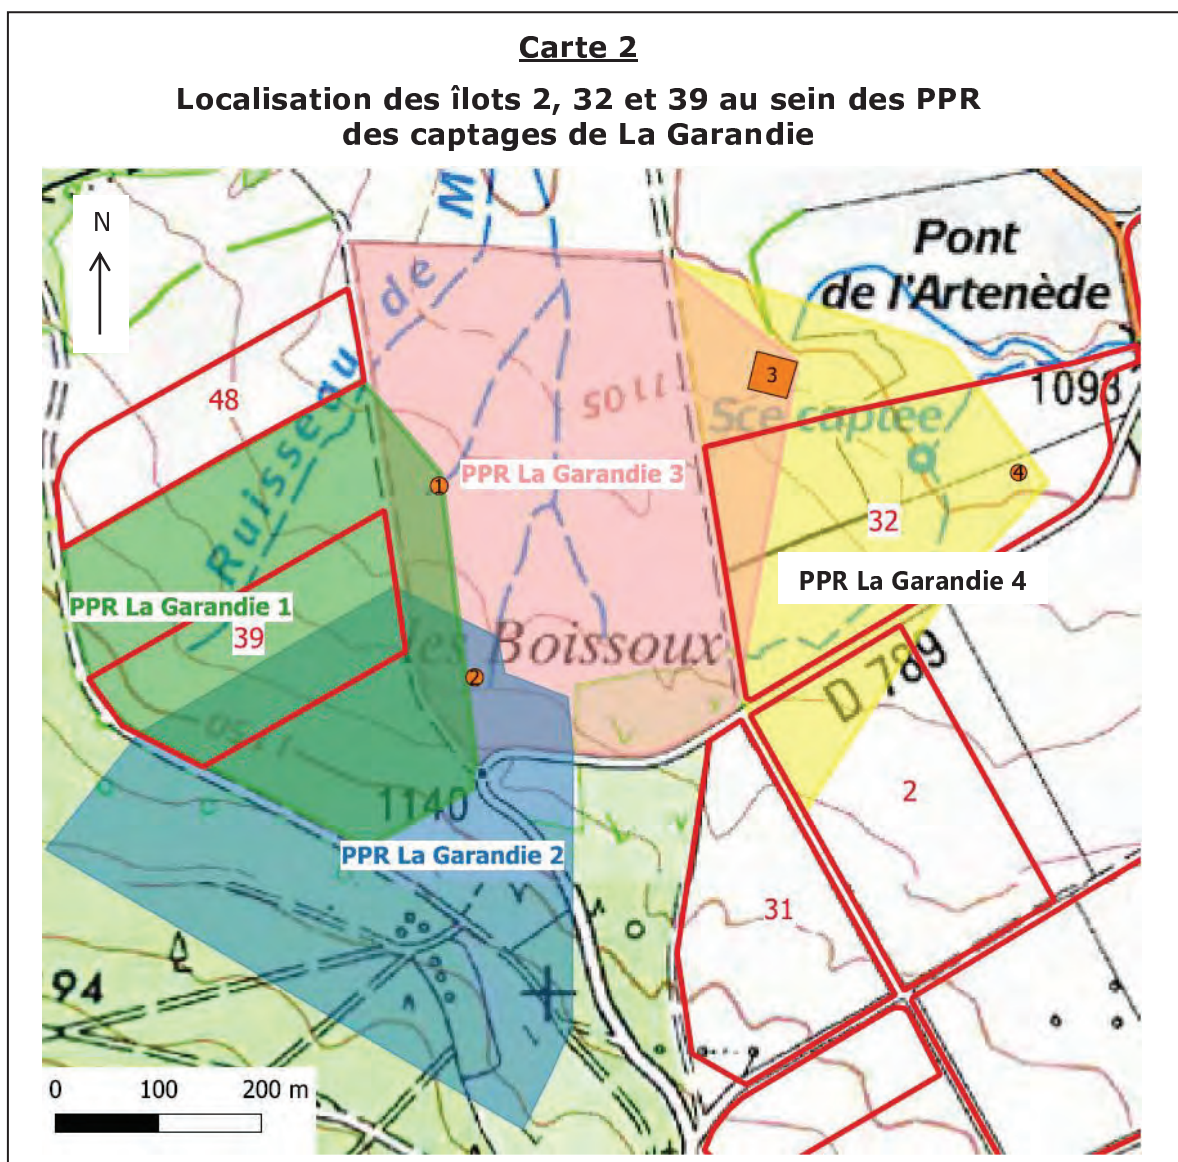 Carte 2
Localisation des îlots 2, 32 et 39 au sein des PPR
des captages de La Garandie
N
M
de
Pont
de l'Artenède
Ruisseau
48
1105
3
1098
Sce captée
PPR La Garandie 3
1
4
32
PPR La Garandie 4
PPR La Garandie 1
39
les Boissoux
2
D 789
1150
1140
2
PPR La Garandie 2
31
94
0 100 200 m